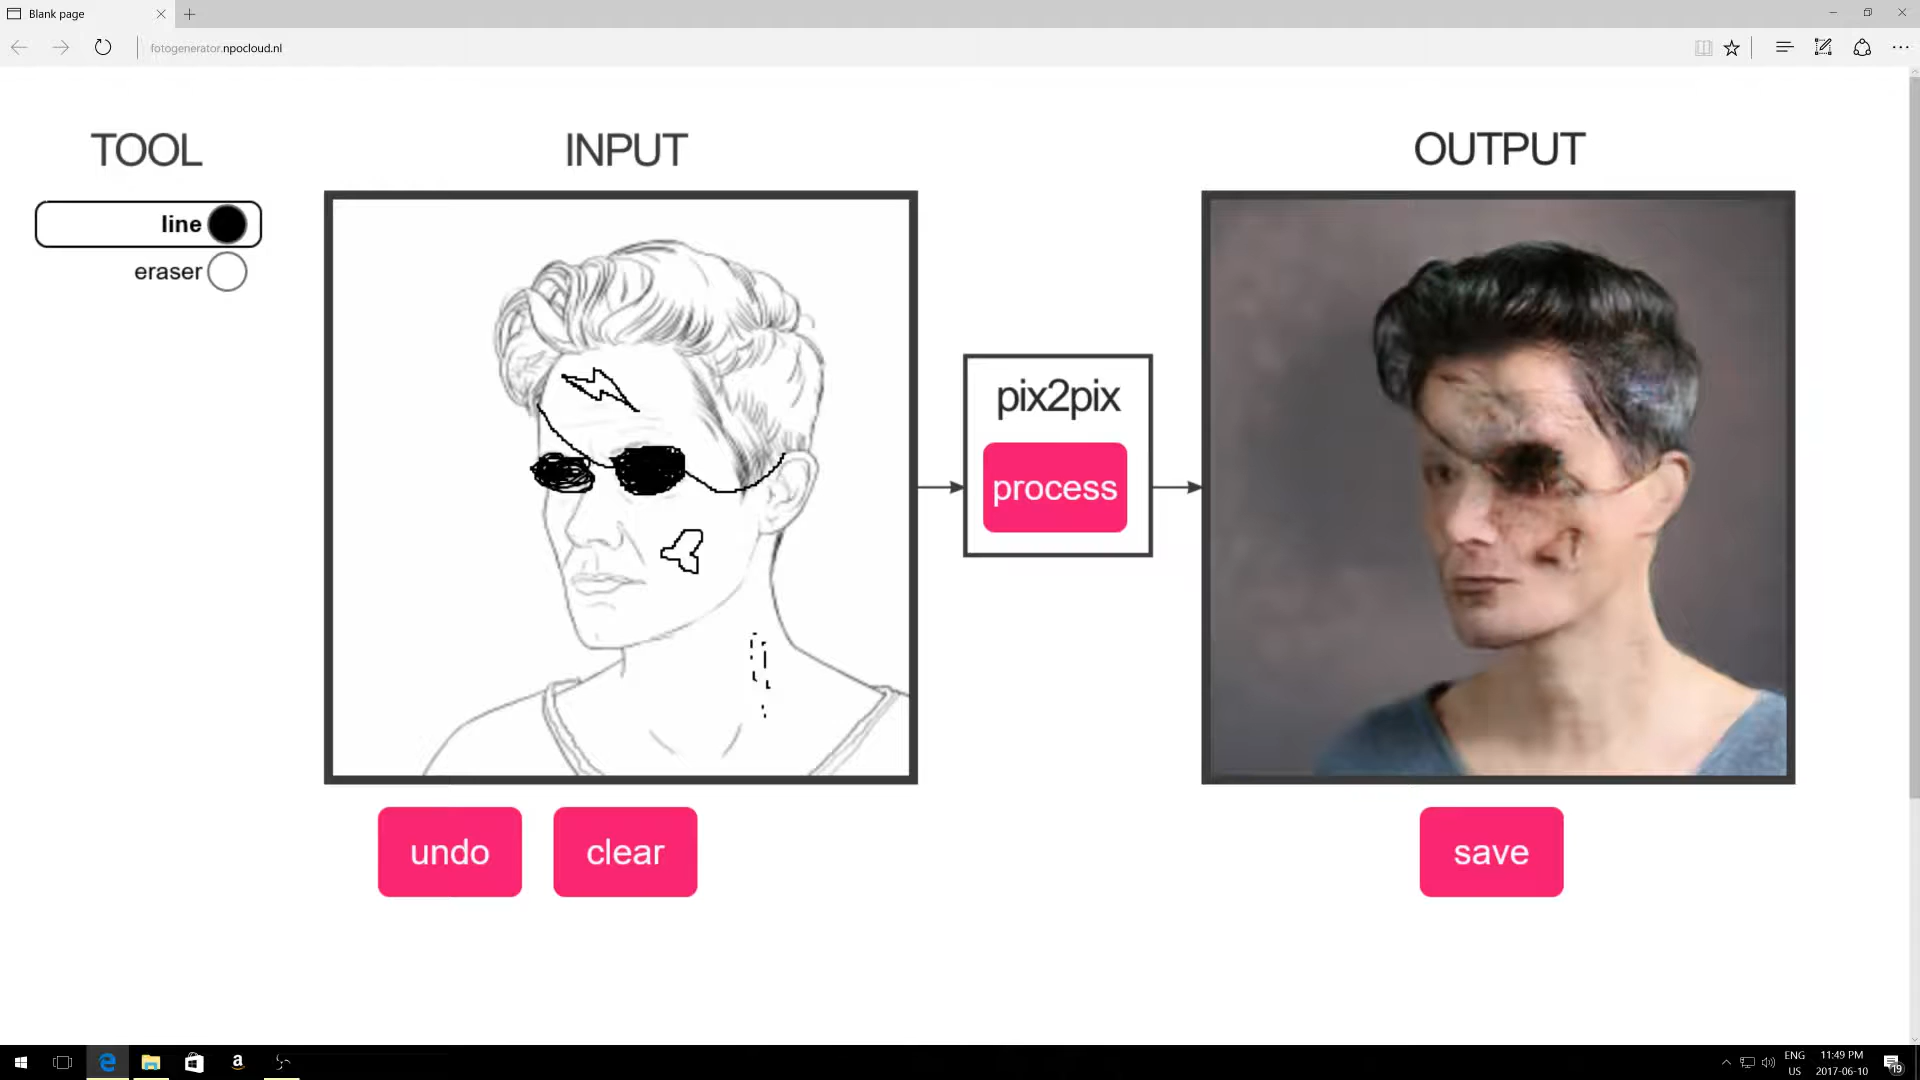 Blank page
fotogenerator.npocloud.nl
TOOL
INPUT
OUTPUT
line
eraser
pix2pix
process
undo
clear
save
ENG
US
11:49 PM
2017-06-10
19